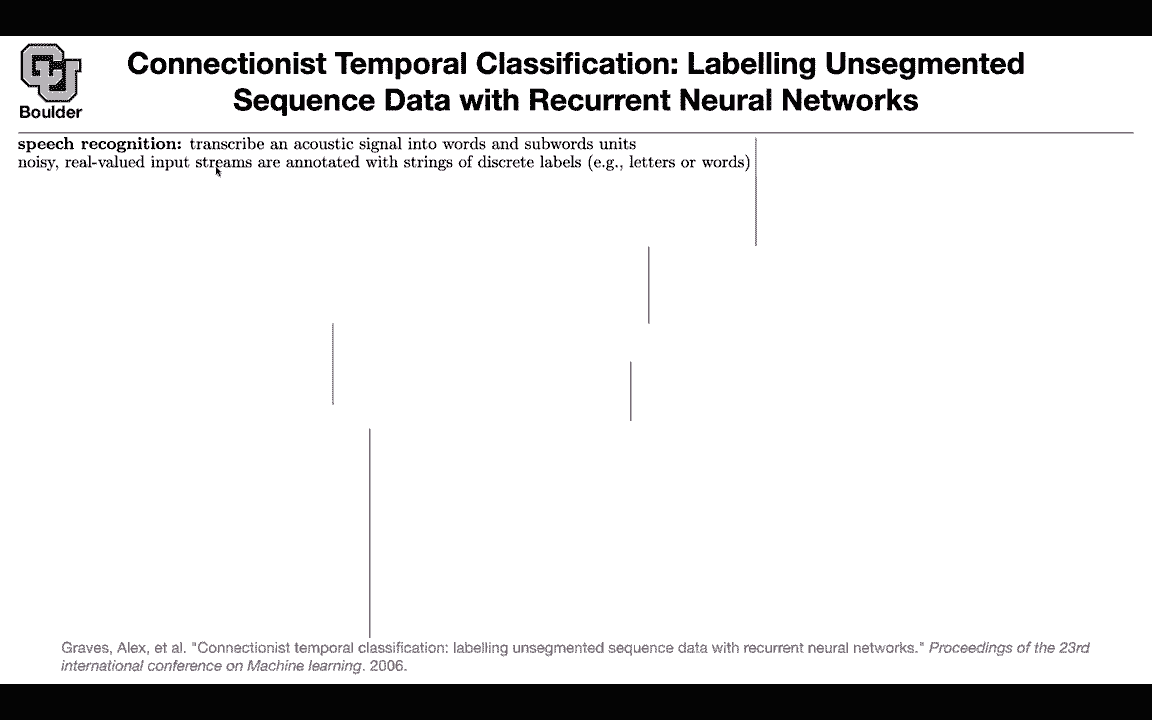 Boulder
Connectionist Temporal Classification: Labelling Unsegmented
Sequence Data with Recurrent Neural Networks
speech recognition: transcribe an acoustic signal into words and subwords units
noisy, real-valued input streams are annotated with strings of discrete labels (e.g., letters or words)
Graves, Alex, et al. "Connectionist temporal classification: labelling unsegmented sequence data with recurrent neural networks." Proceedings of the 23rd
international conference on Machine learning. 2006.